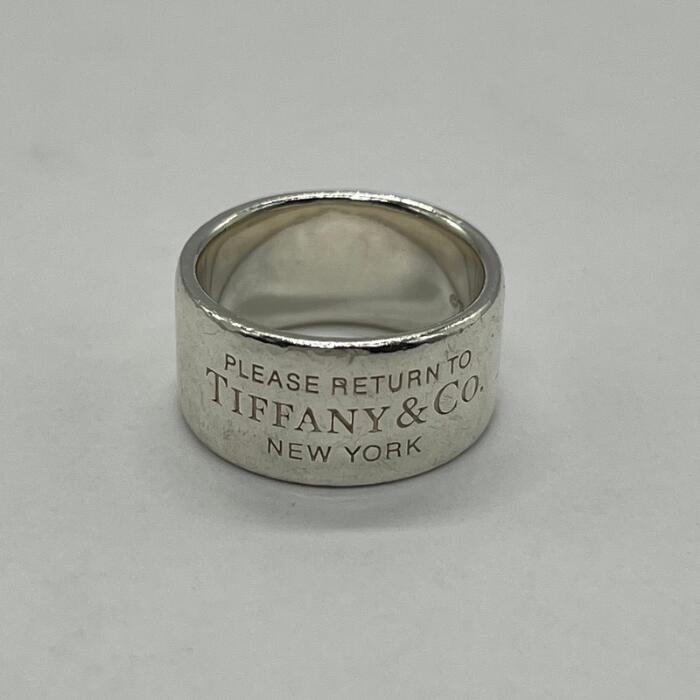 PLEASE RETURN TO
TIFFANY & CO.
NEW YORK